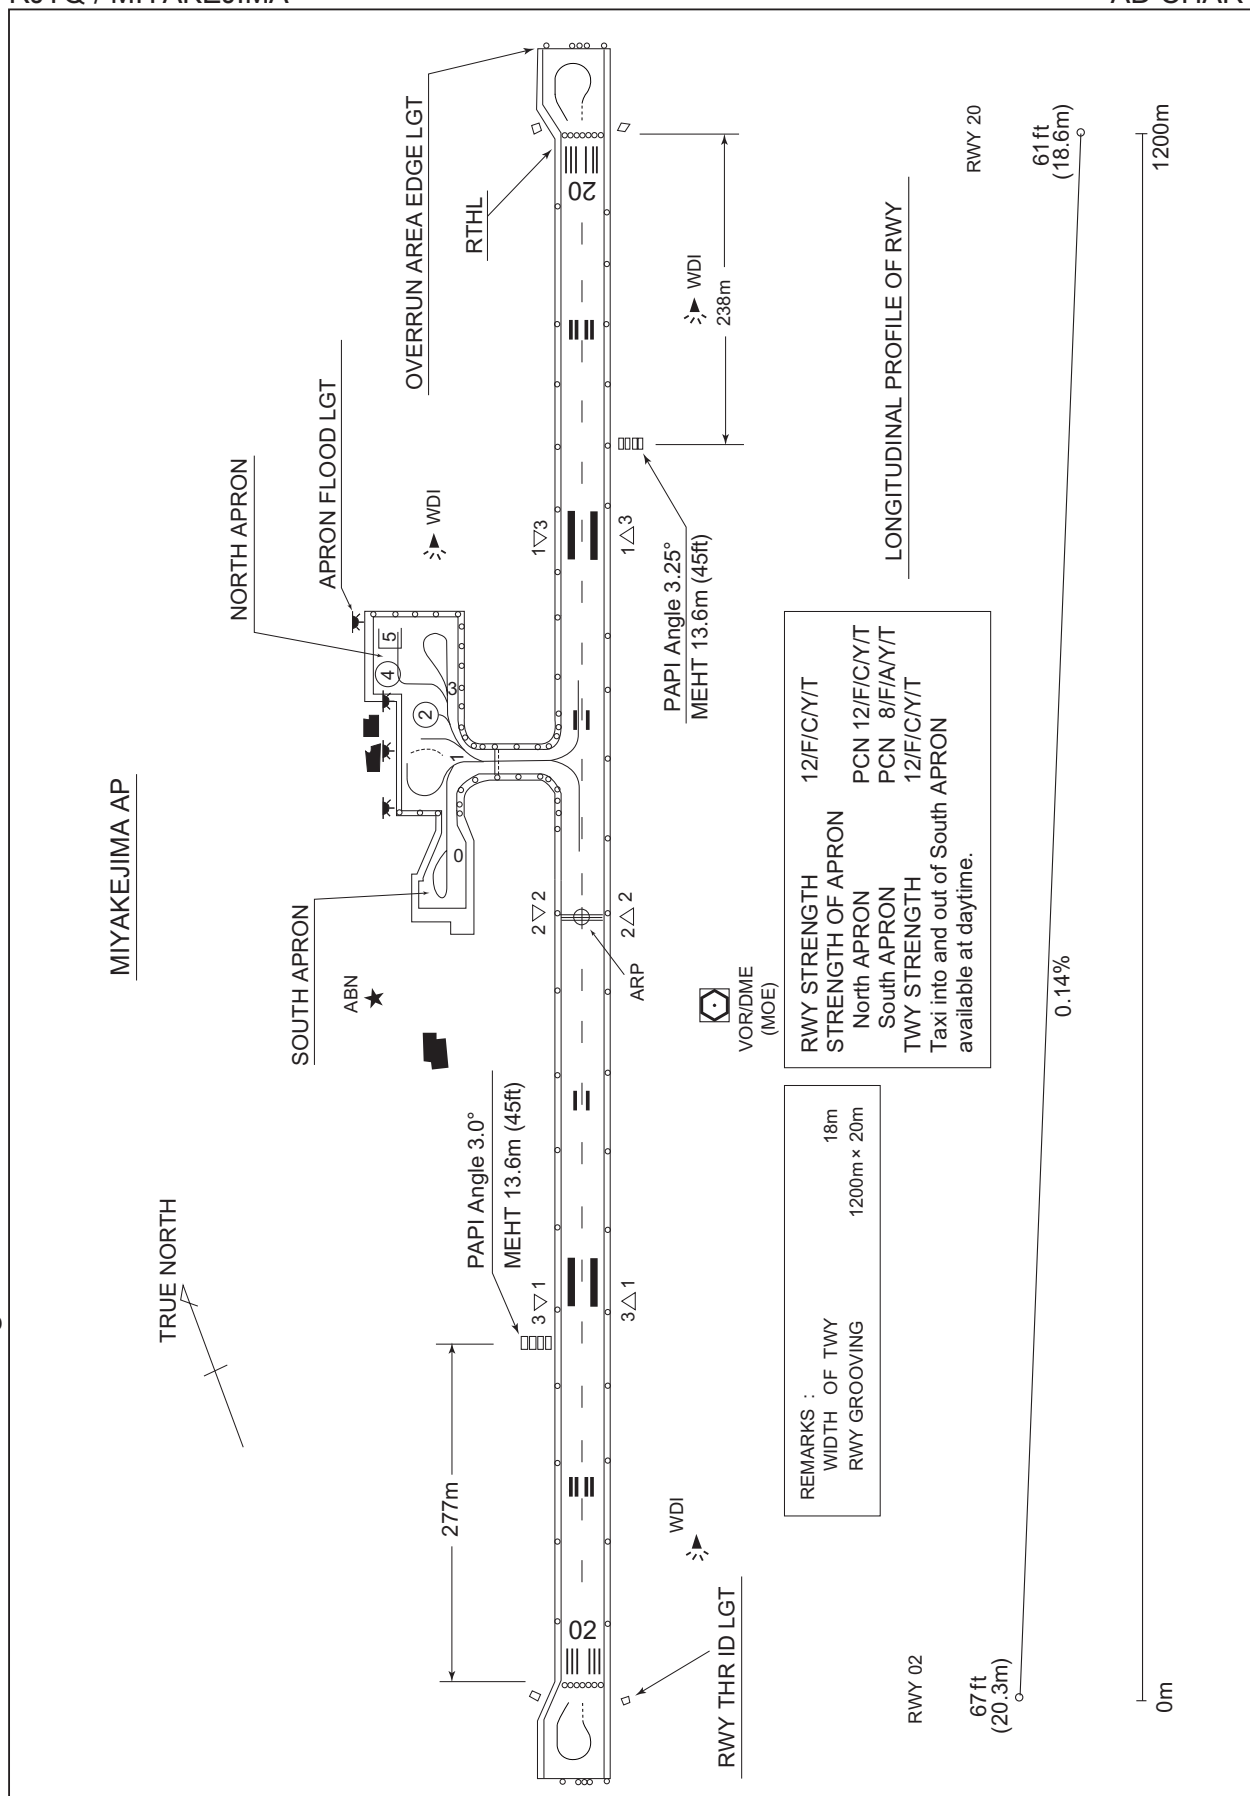 MIYAKEJIMA AP
TRUE NORTH
SOUTH APRON
NORTH APRON
APRON FLOOD LGT
OVERRUN AREA EDGE LGT
RTHL
ABN
WDI
5
4
3
2
1
0
277m
PAPI Angle 3.0°
MEHT 13.6m (45ft)
3 1
2 2
1 3
02
20
3 1
2 2
1 3
ARP
WDI
RWY THR ID LGT
VOR/DME
(MOE)
PAPI Angle 3.25°
MEHT 13.6m (45ft)
WDI
238m
REMARKS :
WIDTH OF TWY 18m
RWY GROOVING 1200m × 20m
RWY STRENGTH 12/F/C/Y/T
STRENGTH OF APRON
North APRON PCN 12/F/C/Y/T
South APRON PCN 8/F/A/Y/T
TWY STRENGTH 12/F/C/Y/T
Taxi into and out of South APRON
available at daytime.
LONGITUDINAL PROFILE OF RWY
RWY 02
67ft
(20.3m)
RWY 20
61ft
(18.6m)
0.14%
0m
1200m